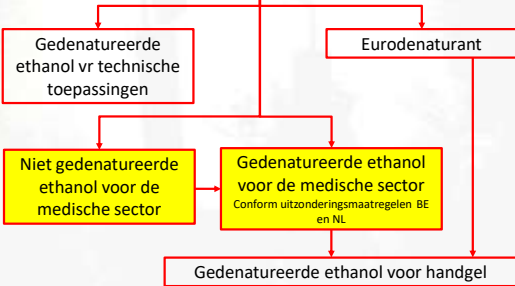 Gedenatureerde
ethanol vr technische
toepassingen
Eurodenaturant
Niet gedenatureerde
ethanol voor de
medische sector
Gedenatureerde ethanol
voor de medische sector
Conform uitzonderingsmaatregelen BE
en NL
Gedenatureerde ethanol voor handgel